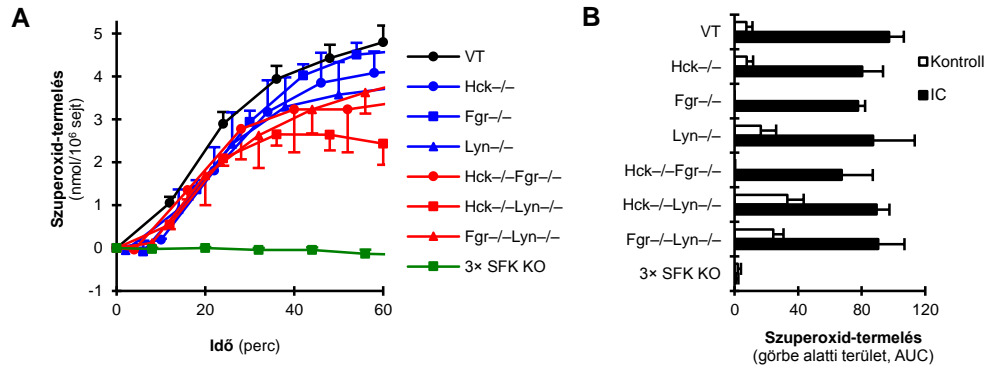 A
Szuperoxid-termelés
(nmol/10⁶ sejt)
5
4
3
2
1
0
-1
0
20
40
60
Idő (perc)
VT
Hck–/–
Fgr–/–
Lyn–/–
Hck–/–Fgr–/–
Hck–/–Lyn–/–
Fgr–/–Lyn–/–
3× SFK KO
B
VT
Hck–/–
Fgr–/–
Lyn–/–
Hck–/–Fgr–/–
Hck–/–Lyn–/–
Fgr–/–Lyn–/–
3× SFK KO
0
40
80
120
Szuperoxid-termelés
(görbe alatti terület, AUC)
Kontroll
IC